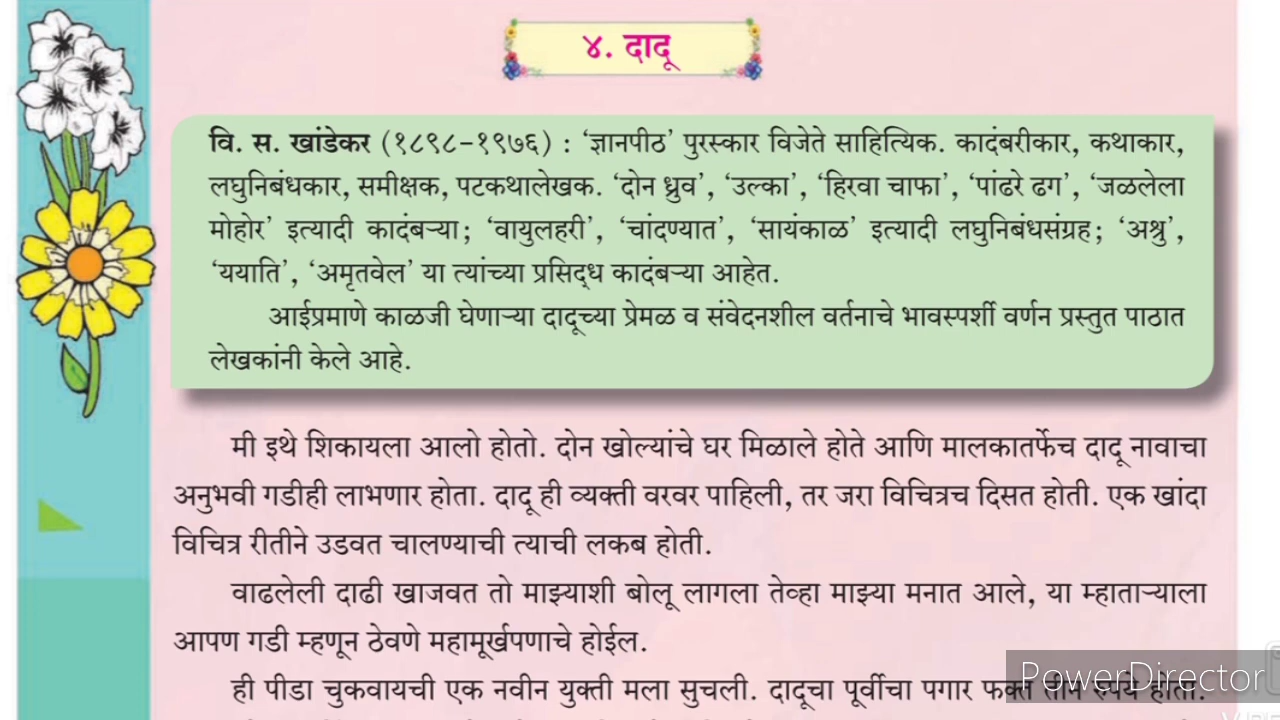 ४. दादू
वि. स. खांडेकर (१८९८-१९७६) : ‘ज्ञानपीठ’ पुरस्कार विजेते साहित्यिक. कादंबरीकार, कथाकार,
लघुनिबंधकार, समीक्षक, पटकथालेखक. ‘दोन ध्रुव’, ‘उल्का’, ‘हिरवा चाफा’, ‘पांढरे ढग’, ‘जळलेला
मोहोर’ इत्यादी कादंबऱ्या; ‘वायुलहरी’, ‘चांदण्यात’, ‘सायंकाळ’ इत्यादी लघुनिबंधसंग्रह; ‘अश्रु’,
‘ययाति’, ‘अमृतवेल’ या त्यांच्या प्रसिद्ध कादंबऱ्या आहेत.
आईप्रमाणे काळजी घेणाऱ्या दादूच्या प्रेमळ व संवेदनशील वर्तनाचे भावस्पर्शी वर्णन प्रस्तुत पाठात
लेखकांनी केले आहे.
मी इथे शिकायला आलो होतो. दोन खोल्यांचे घर मिळाले होते आणि मालकातर्फेच दादू नावाचा
अनुभवी गडीही लाभणार होता. दादू ही व्यक्ती वरवर पाहिली, तर जरा विचित्रच दिसत होती. एक खांदा
विचित्र रीतीने उडवत चालण्याची त्याची लकब होती.
वाढलेली दाढी खाजवत तो माझ्याशी बोलू लागला तेव्हा माझ्या मनात आले, या म्हाताऱ्याला
आपण गडी म्हणून ठेवणे महामूर्खपणाचे होईल.
ही पीडा चुकवायची एक नवीन युक्ती मला सुचली. दादूचा पूर्वीचा पगार फक्त तीन रुपये होता.
PowerDirector